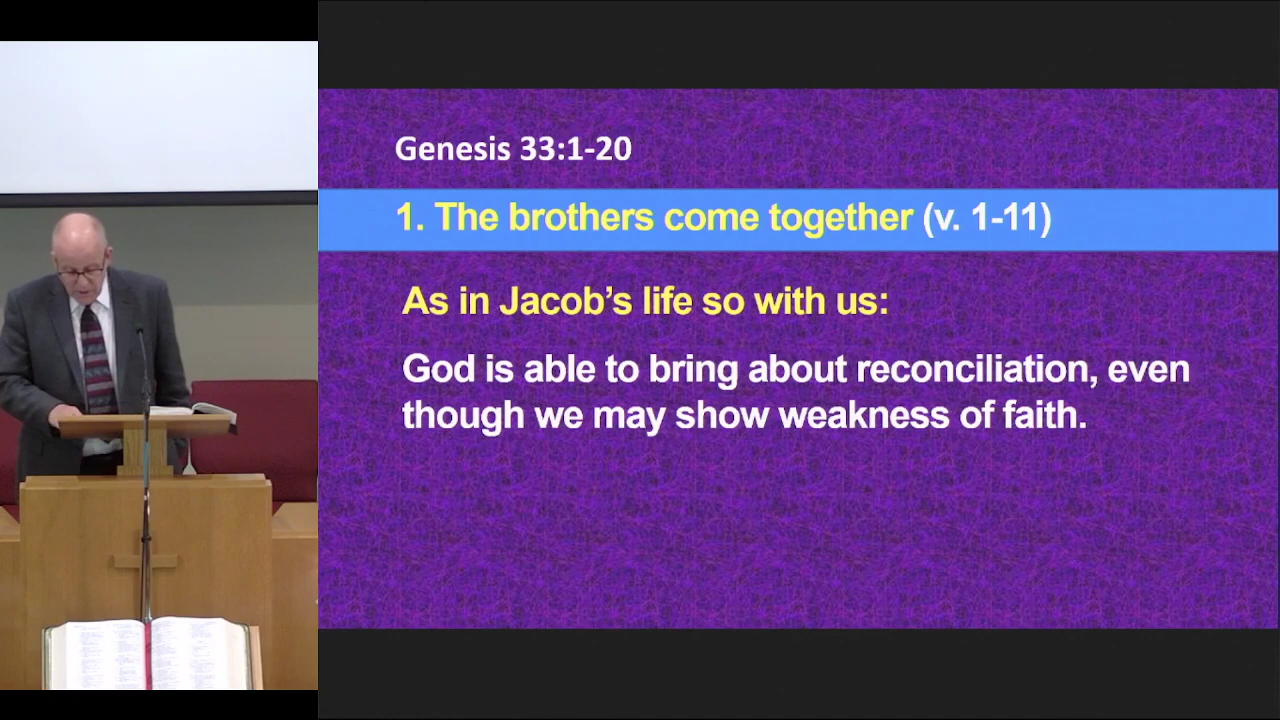 Genesis 33:1-20
1. The brothers come together (v. 1-11)
As in Jacob’s life so with us:
God is able to bring about reconciliation, even
though we may show weakness of faith.